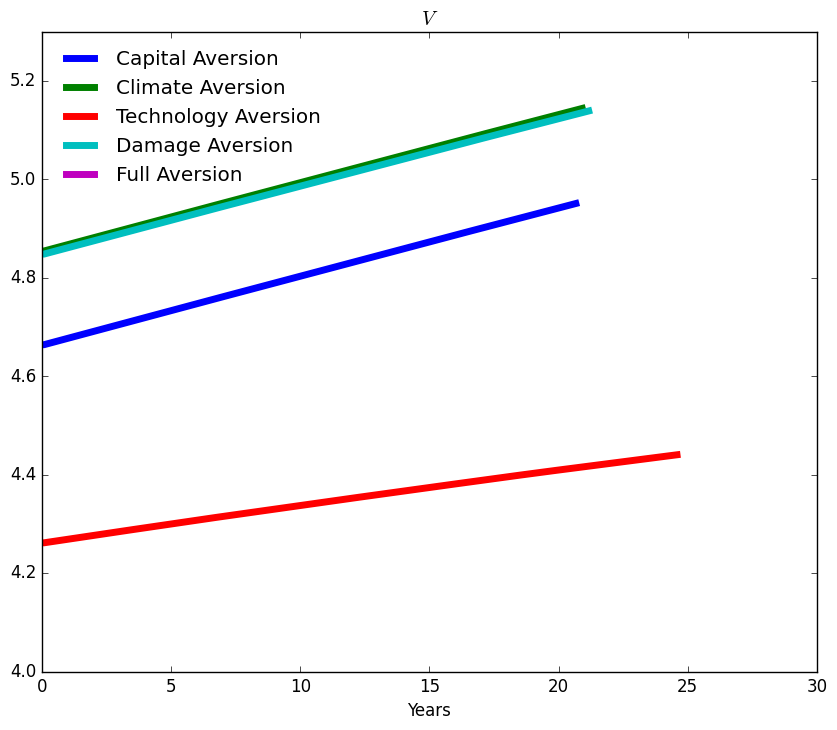 V
5.2
5.0
4.8
4.6
4.4
4.2
4.0
Capital Aversion
Climate Aversion
Technology Aversion
Damage Aversion
Full Aversion
0 5 10 15 20 25 30
Years